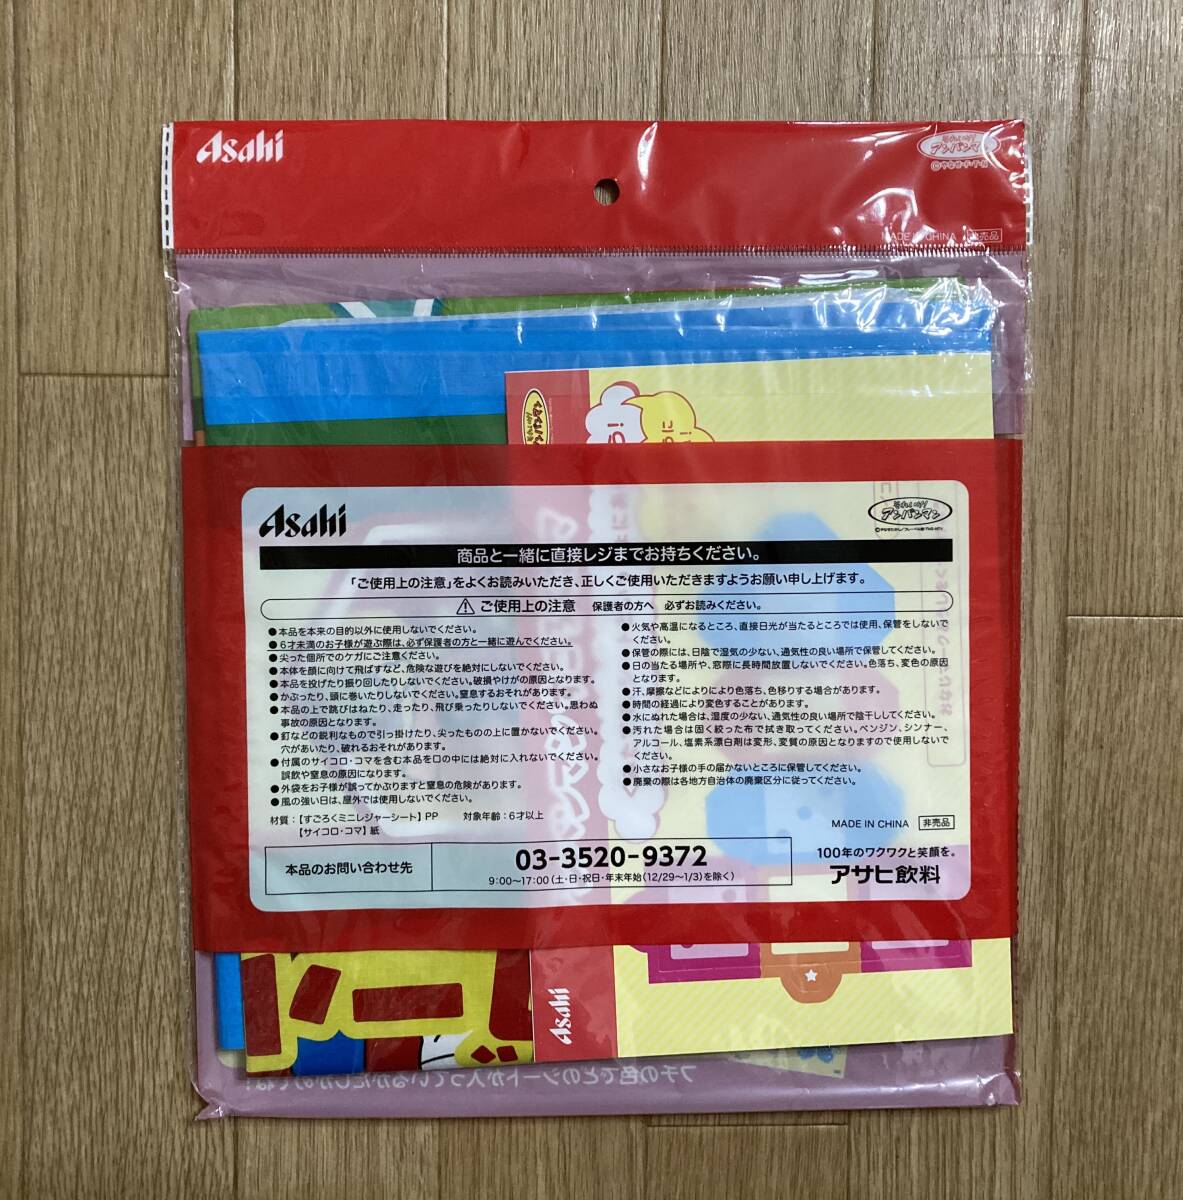 Asahi
それいけ!
アンパンマン
MADE IN CHINA 非売品
Asahi
それいけ!
アンパンマン
商品と一緒に直接レジまでお持ちください。
「ご使用上の注意」をよくお読みいただき、正しくご使用いただきますようお願い申し上げます。
⚠ ご使用上の注意 保護者の方へ 必ずお読みください。
●本品を本来の目的以外に使用しないでください。
●6才未満のお子様が遊ぶ際は、必ず保護者の方と一緒に遊んでください。
●尖った個所でのケガにご注意ください。
●本体を顔に向けて飛ばすなど、危険な遊びを絶対にしないでください。
●本品を投げたり振り回したりしないでください。破損やけがの原因となります。
●かぶったり、頭に巻いたりしないでください。窒息するおそれがあります。
●本品の上で跳びはねたり、走ったり、飛び乗ったりしないでください。思わぬ
事故の原因となります。
●釘などの鋭利なもので引っ掛けたり、尖ったものの上に置かないでください。
穴があいたり、破れるおそれがあります。
●付属のサイコロ・コマを含む本品を口の中には絶対に入れないでください。
誤飲や窒息の原因になります。
●外袋をお子様が誤ってかぶりますと窒息の危険があります。
●風の強い日は、屋外では使用しないでください。
●火気や高温になるところ、直接日光が当たるところでは使用、保管をしないで
ください。
●保管の際には、日陰で湿気の少ない、通気性の良い場所で保管してください。
●日の当たる場所や、窓際に長時間放置しないでください。色落ち、変色の原因
となります。
●汗、摩擦などによりにより色落ち、色移りする場合があります。
●時間の経過により変色することがあります。
●水にぬれた場合は、湿度の少ない、通気性の良い場所で陰干ししてください。
●汚れた場合は固く絞った布で拭き取ってください。ベンジン、シンナー、
アルコール、塩素系漂白剤は変形、変質の原因となりますので使用しないで
ください。
●小さなお子様の手の届かないところに保管してください。
●廃棄の際は各地方自治体の廃棄区分に従ってください。
材質:【すごろくミニレジャーシート】PP 対象年齢:6才以上
【サイコロ・コマ】紙
MADE IN CHINA 非売品
本品のお問い合わせ先
03-3520-9372
9:00〜17:00(土・日・祝日・年末年始(12/29〜1/3)を除く)
100年のワクワクと笑顔を。
アサヒ飲料
Asahi
フチの色でどのシートが入っているかたしかめてね!